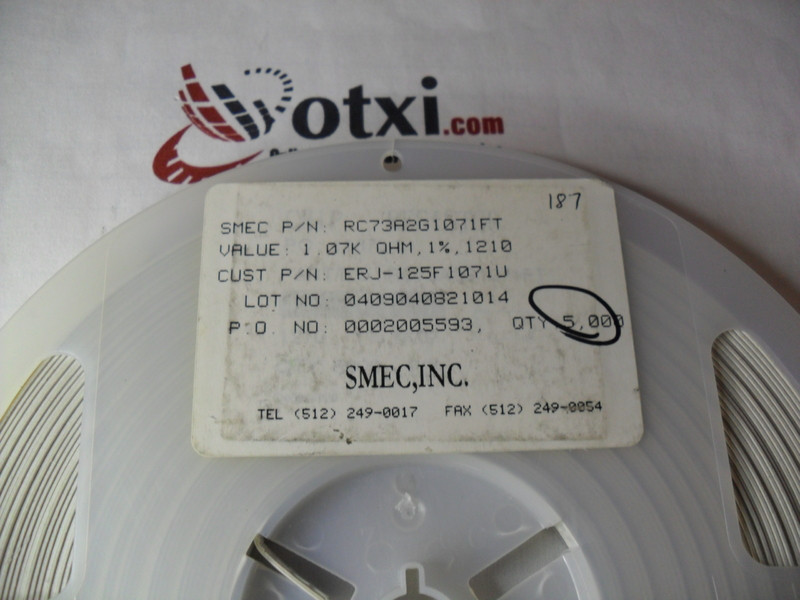 otxi.com
187
SMEC P/N: RC73A2G1071FT
VALUE: 1.07K OHM,1%,1210
CUST P/N: ERJ-125F1071U
LOT NO: 0409040821014
P.O. NO: 0002005593, QTY 5,000
SMEC,INC.
TEL (512) 249-0017 FAX (512) 249-0054